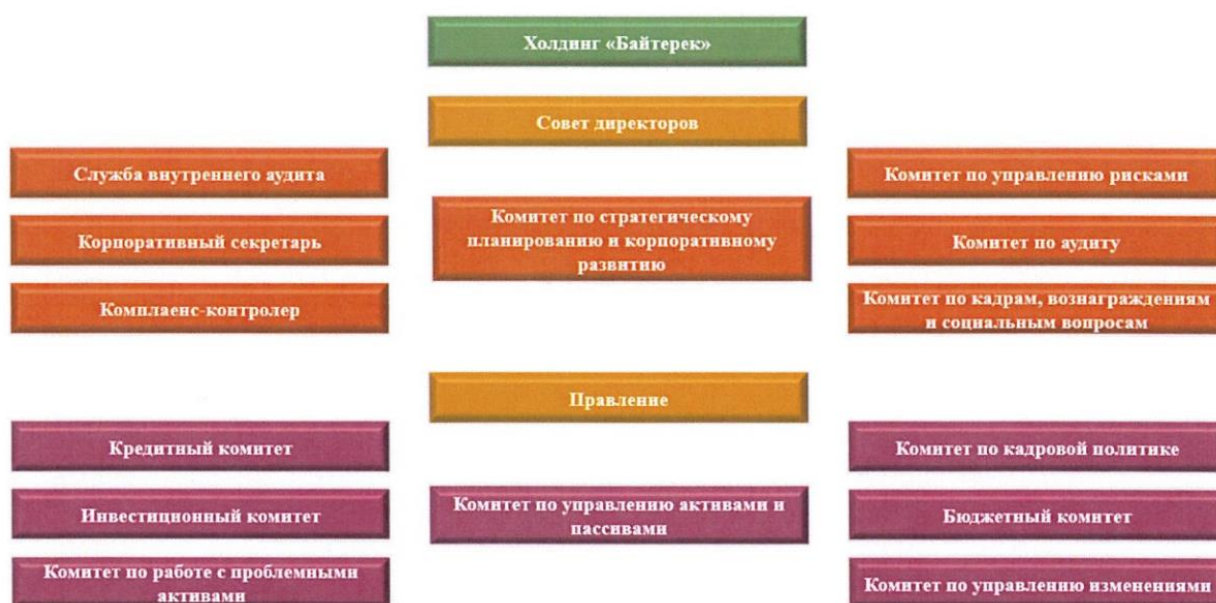 Холдинг «Байтерек»
Совет директоров
Служба внутреннего аудита
Корпоративный секретарь
Комплаенс-контролер
Комитет по стратегическому
планированию и корпоративному
развитию
Комитет по управлению рисками
Комитет по аудиту
Комитет по кадрам, вознаграждениям
и социальным вопросам
Правление
Кредитный комитет
Инвестиционный комитет
Комитет по работе с проблемными
активами
Комитет по управлению активами и
пассивами
Комитет по кадровой политике
Бюджетный комитет
Комитет по управлению изменениями